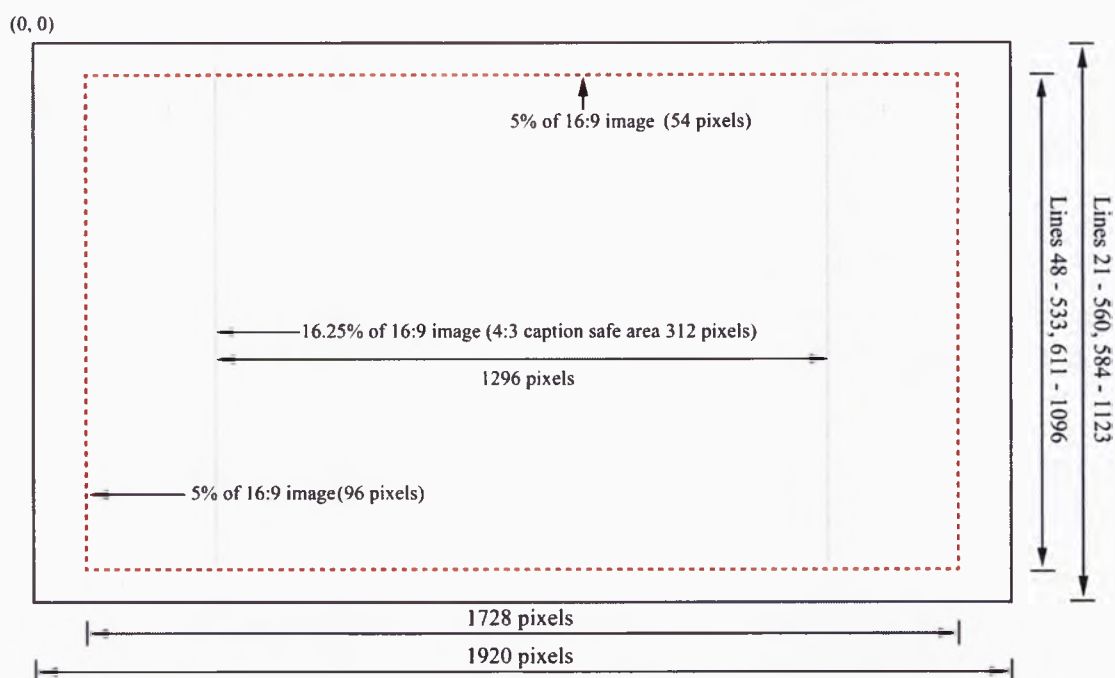 (0, 0)
5% of 16:9 image (54 pixels)
16.25% of 16:9 image (4:3 caption safe area 312 pixels)
1296 pixels
5% of 16:9 image(96 pixels)
Lines 48 - 533, 611 - 1096
Lines 21 - 560, 584 - 1123
1728 pixels
1920 pixels